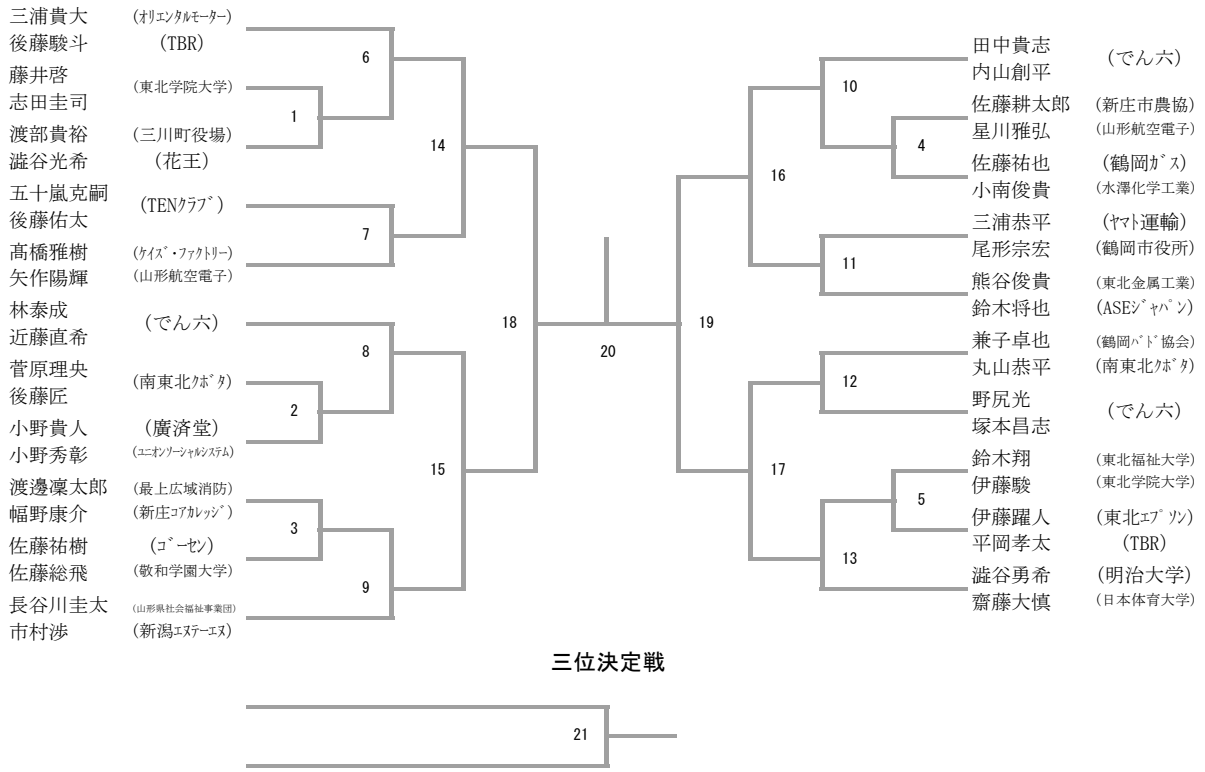 三浦貴大 (オリエンタルモーター)
後藤駿斗 (TBR)
6
藤井啓
志田圭司
(東北学院大学)
1
渡部貴裕 (三川町役場)
澁谷光希 (花王)
14
五十嵐克嗣
後藤佑太
(TENクラブ)
7
髙橋雅樹 (ケイズ・ファクトリー)
矢作陽輝 (山形航空電子)
林泰成
近藤直希
(でん六)
18
8
菅原理央
後藤匠
(南東北クボタ)
2
小野貴人 (廣済堂)
小野秀彰 (ユニオンソーシャルシステム)
15
渡邊凜太郎 (最上広域消防)
幅野康介 (新庄コアカレッジ)
3
佐藤祐樹 (ゴーセン)
佐藤総飛 (敬和学園大学)
9
長谷川圭太 (山形県社会福祉事業団)
市村渉 (新潟エヌテーエヌ)
20
田中貴志
内山創平
(でん六)
10
佐藤耕太郎 (新庄市農協)
星川雅弘 (山形航空電子)
4
佐藤祐也 (鶴岡ガス)
小南俊貴 (水澤化学工業)
16
三浦恭平 (ヤマト運輸)
尾形宗宏 (鶴岡市役所)
11
熊谷俊貴 (東北金属工業)
鈴木将也 (ASEジャパン)
19
兼子卓也 (鶴岡バド協会)
丸山恭平 (南東北クボタ)
12
野尻光
塚本昌志
(でん六)
17
鈴木翔 (東北福祉大学)
伊藤駿 (東北学院大学)
5
伊藤躍人 (東北エプソン)
平岡孝太 (TBR)
13
澁谷勇希 (明治大学)
齋藤大慎 (日本体育大学)
三位決定戦
21